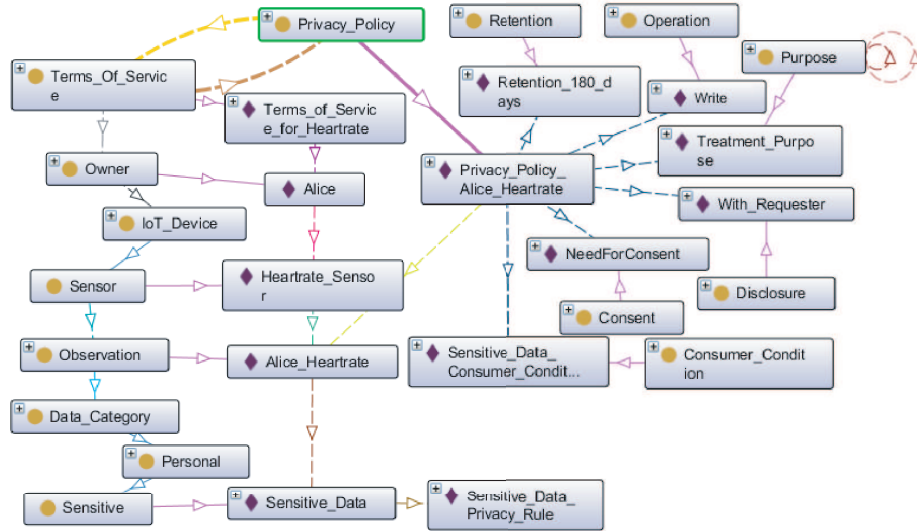 Privacy_Policy
Retention
Operation
Purpose
Terms_Of_Servic
e
Terms_of_Servic
e_for_Heartrate
Retention_180_d
ays
Write
Treatment_Purpo
se
Owner
Alice
Privacy_Policy_
Alice_Heartrate
With_Requester
IoT_Device
NeedForConsent
Sensor
Heartrate_Senso
r
Disclosure
Consent
Observation
Alice_Heartrate
Sensitive_Data_
Consumer_Condit...
Consumer_Condit
ion
Data_Category
Personal
Sensitive
Sensitive_Data
Sensitive_Data_
Privacy_Rule